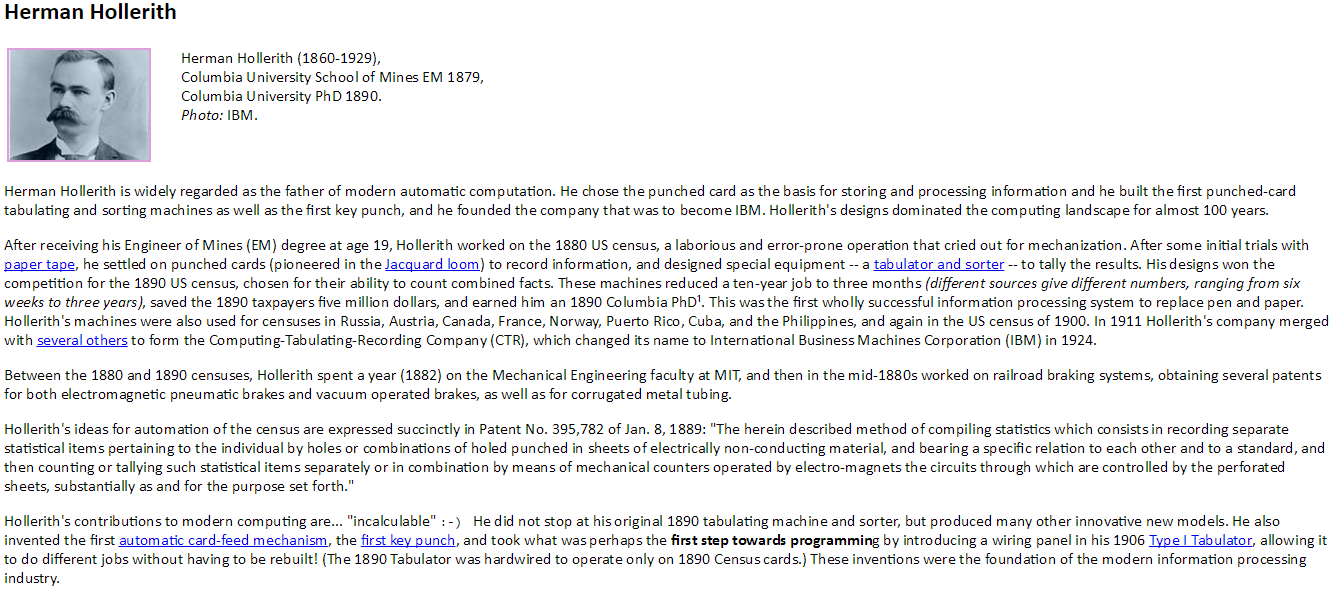 Herman Hollerith
Herman Hollerith (1860-1929),
Columbia University School of Mines EM 1879,
Columbia University PhD 1890.
Photo: IBM.
Herman Hollerith is widely regarded as the father of modern automatic computation. He chose the punched card as the basis for storing and processing information and he built the first punched-card
tabulating and sorting machines as well as the first key punch, and he founded the company that was to become IBM. Hollerith's designs dominated the computing landscape for almost 100 years.
After receiving his Engineer of Mines (EM) degree at age 19, Hollerith worked on the 1880 US census, a laborious and error-prone operation that cried out for mechanization. After some initial trials with
paper tape, he settled on punched cards (pioneered in the Jacquard loom) to record information, and designed special equipment -- a tabulator and sorter -- to tally the results. His designs won the
competition for the 1890 US census, chosen for their ability to count combined facts. These machines reduced a ten-year job to three months (different sources give different numbers, ranging from six
weeks to three years), saved the 1890 taxpayers five million dollars, and earned him an 1890 Columbia PhD¹. This was the first wholly successful information processing system to replace pen and paper.
Hollerith's machines were also used for censuses in Russia, Austria, Canada, France, Norway, Puerto Rico, Cuba, and the Philippines, and again in the US census of 1900. In 1911 Hollerith's company merged
with several others to form the Computing-Tabulating-Recording Company (CTR), which changed its name to International Business Machines Corporation (IBM) in 1924.
Between the 1880 and 1890 censuses, Hollerith spent a year (1882) on the Mechanical Engineering faculty at MIT, and then in the mid-1880s worked on railroad braking systems, obtaining several patents
for both electromagnetic pneumatic brakes and vacuum operated brakes, as well as for corrugated metal tubing.
Hollerith's ideas for automation of the census are expressed succinctly in Patent No. 395,782 of Jan. 8, 1889: "The herein described method of compiling statistics which consists in recording separate
statistical items pertaining to the individual by holes or combinations of holed punched in sheets of electrically non-conducting material, and bearing a specific relation to each other and to a standard, and
then counting or tallying such statistical items separately or in combination by means of mechanical counters operated by electro-magnets the circuits through which are controlled by the perforated
sheets, substantially as and for the purpose set forth."
Hollerith's contributions to modern computing are... "incalculable" :-) He did not stop at his original 1890 tabulating machine and sorter, but produced many other innovative new models. He also
invented the first automatic card-feed mechanism, the first key punch, and took what was perhaps the first step towards programming by introducing a wiring panel in his 1906 Type I Tabulator, allowing it
to do different jobs without having to be rebuilt! (The 1890 Tabulator was hardwired to operate only on 1890 Census cards.) These inventions were the foundation of the modern information processing
industry.